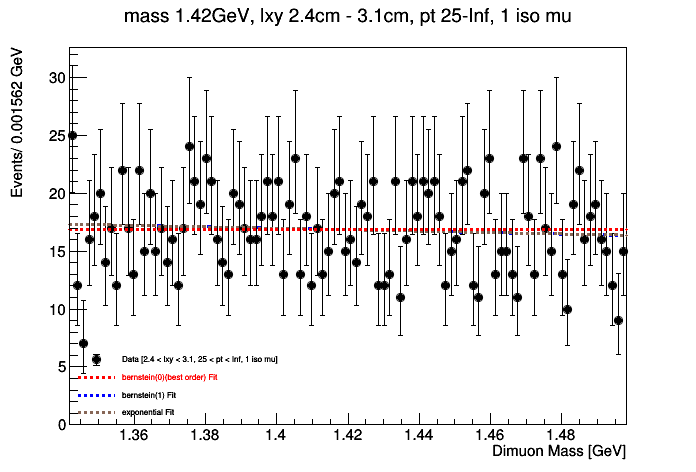 mass 1.42GeV, lxy 2.4cm - 3.1cm, pt 25-Inf, 1 iso mu
Events/ 0.001562 GeV
30
25
20
15
10
5
0
Data [2.4 < lxy < 3.1, 25 < pt < Inf, 1 iso mu]
bernstein(0)(best order) Fit
bernstein(1) Fit
exponential Fit
1.36 1.38 1.4 1.42 1.44 1.46 1.48
Dimuon Mass [GeV]